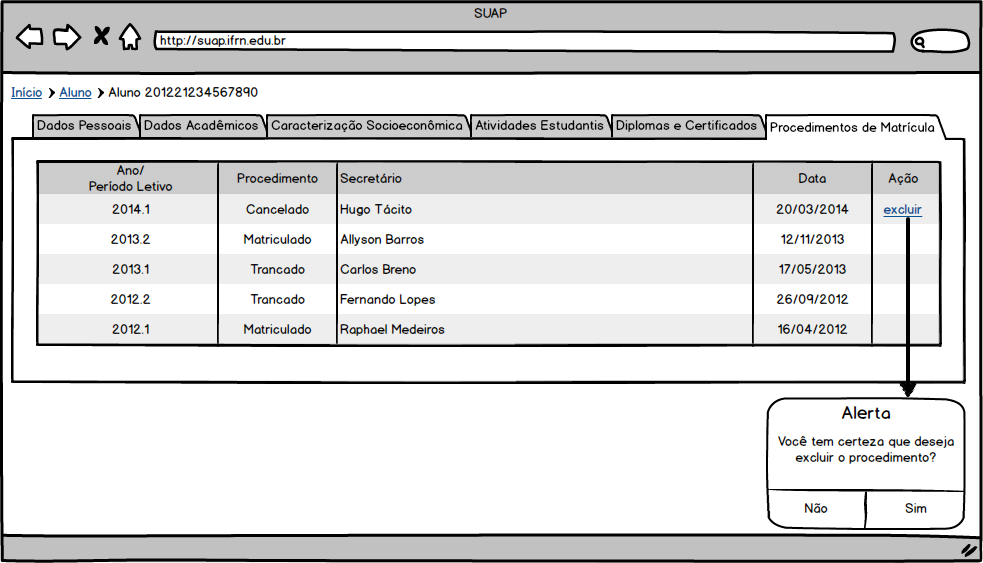 SUAP
http://suap.ifrn.edu.br
Início › Aluno › Aluno 201221234567890
Dados Pessoais Dados Acadêmicos Caracterização Socioeconômica Atividades Estudantis Diplomas e Certificados Procedimentos de Matrícula
Ano/
Período Letivo Procedimento Secretário Data Ação
2014.1 Cancelado Hugo Tácito 20/03/2014 excluir
2013.2 Matriculado Allyson Barros 12/11/2013
2013.1 Trancado Carlos Breno 17/05/2013
2012.2 Trancado Fernando Lopes 26/09/2012
2012.1 Matriculado Raphael Medeiros 16/04/2012
Alerta
Você tem certeza que deseja
excluir o procedimento?
Não Sim